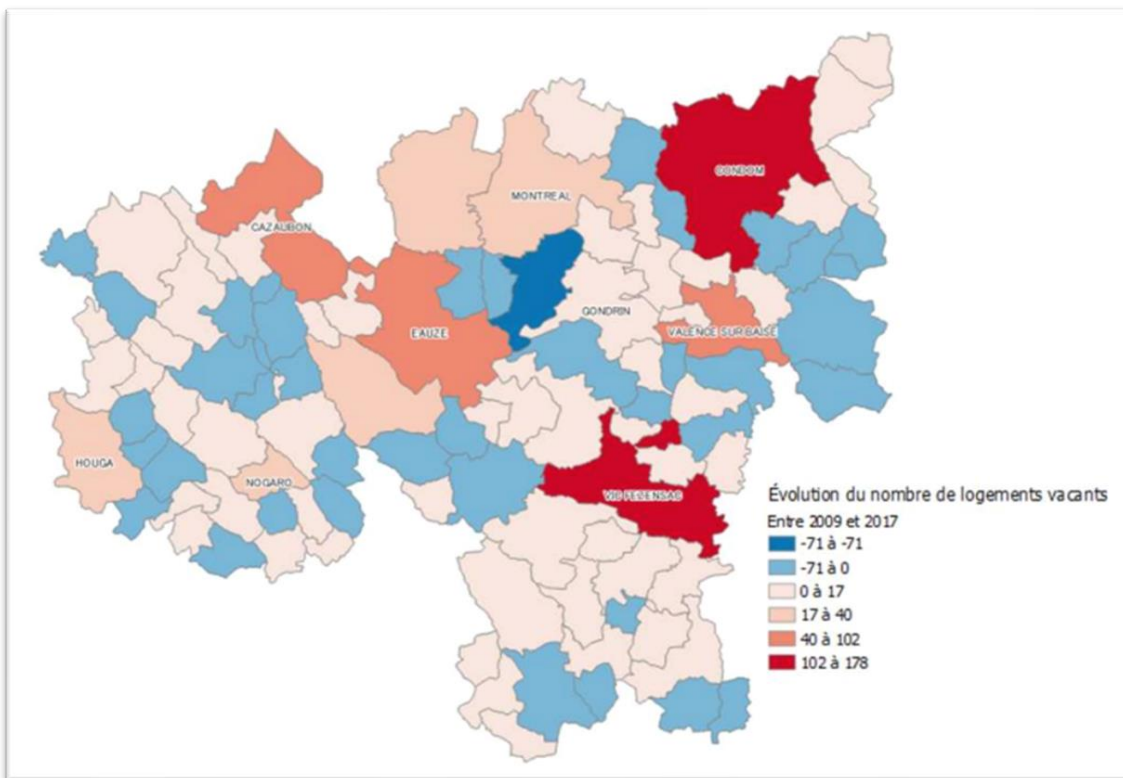 CONDOM
MONTREAL
CAZAUBON
GONDRIN
EAUZE
VALENCE SUR BAISE
HOUGA
NOGARO
VIC FEZENSAC
Évolution du nombre de logements vacants
Entre 2009 et 2017
-71 à -71
-71 à 0
0 à 17
17 à 40
40 à 102
102 à 178